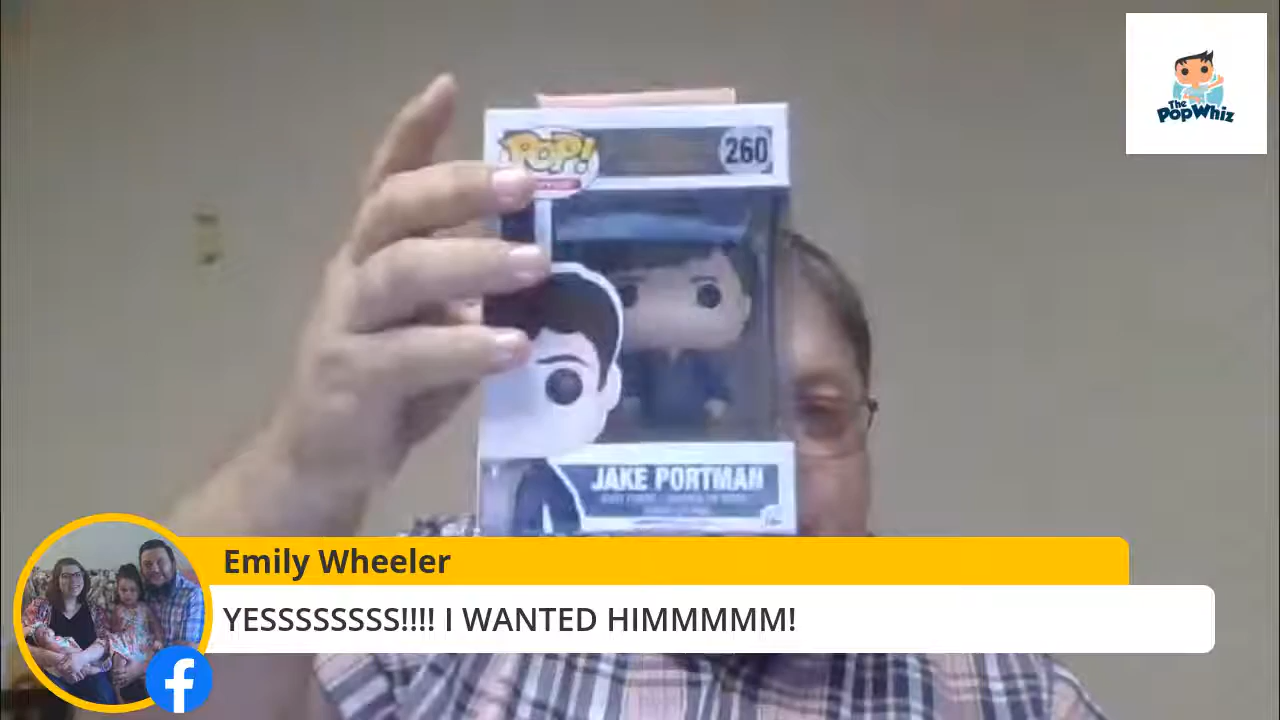 The
PopWhiz
POP!
260
JAKE PORTMAN
Emily Wheeler
YESSSSSSSS!!!! I WANTED HIMMMMM!